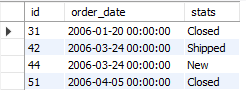 id order_date stats
31 2006-01-20 00:00:00 Closed
42 2006-03-24 00:00:00 Shipped
44 2006-03-24 00:00:00 New
51 2006-04-05 00:00:00 Closed